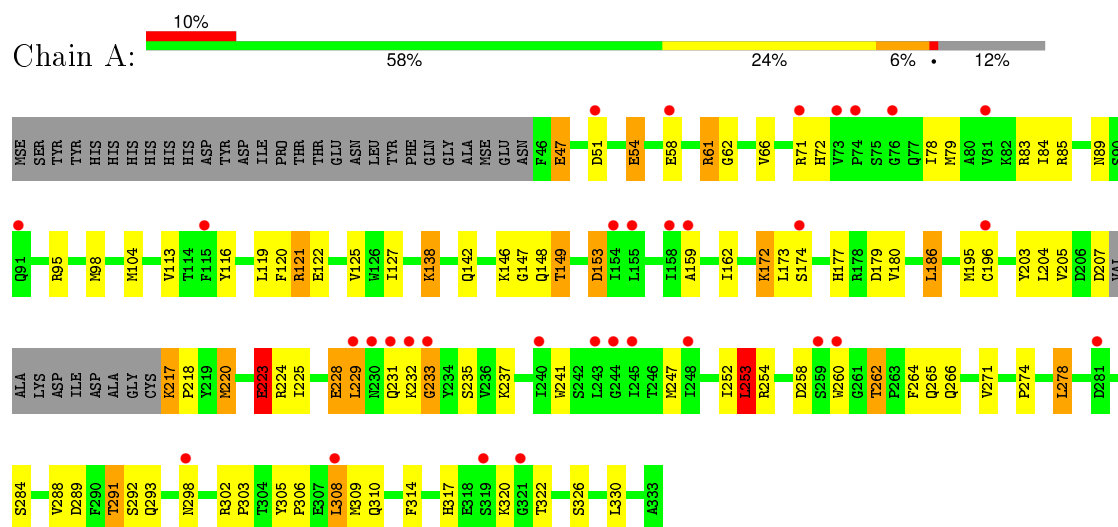 10%
Chain A:
58% 24% 6% • 12%
MSE SER TYR TYR HIS HIS HIS HIS HIS HIS ASP TYR ASP ILE PRO THR THR GLU ASN LEU TYR PHE GLN GLY ALA MSE GLU ASN F46 E47 D51 E54 E58 R61 G62 V66 R71 H72 V73 P74 S75 G76 Q77 I78 M79 A80 V81 K82 R83 I84 R85 N89 S90
Q91 R95 M98 M104 V113 T114 F115 Y116 L119 F120 R121 E122 V125 W126 I127 K138 Q142 K146 G147 Q148 T149 D153 I154 L155 I158 A159 I162 K172 L173 S174 H177 R178 D179 V180 L186 M195 C196 Y203 L204 V205 D206 D207 VAL
ALA LYS ASP ILE ASP ALA GLY CYS K217 P218 Y219 M220 E223 R224 I225 E228 L229 N230 Q231 K232 G233 Y234 S235 V236 K237 I240 W241 S242 L243 G244 I245 T246 M247 I248 I252 L253 R254 D258 S259 W260 G261 T262 P263 F264 Q265 Q266 V271 P274 L278 D281
S284 V288 D289 F290 T291 S292 Q293 N298 R302 P303 T304 Y305 P306 E307 L308 M309 Q310 F314 H317 E318 S319 K320 G321 T322 S326 L330 A333